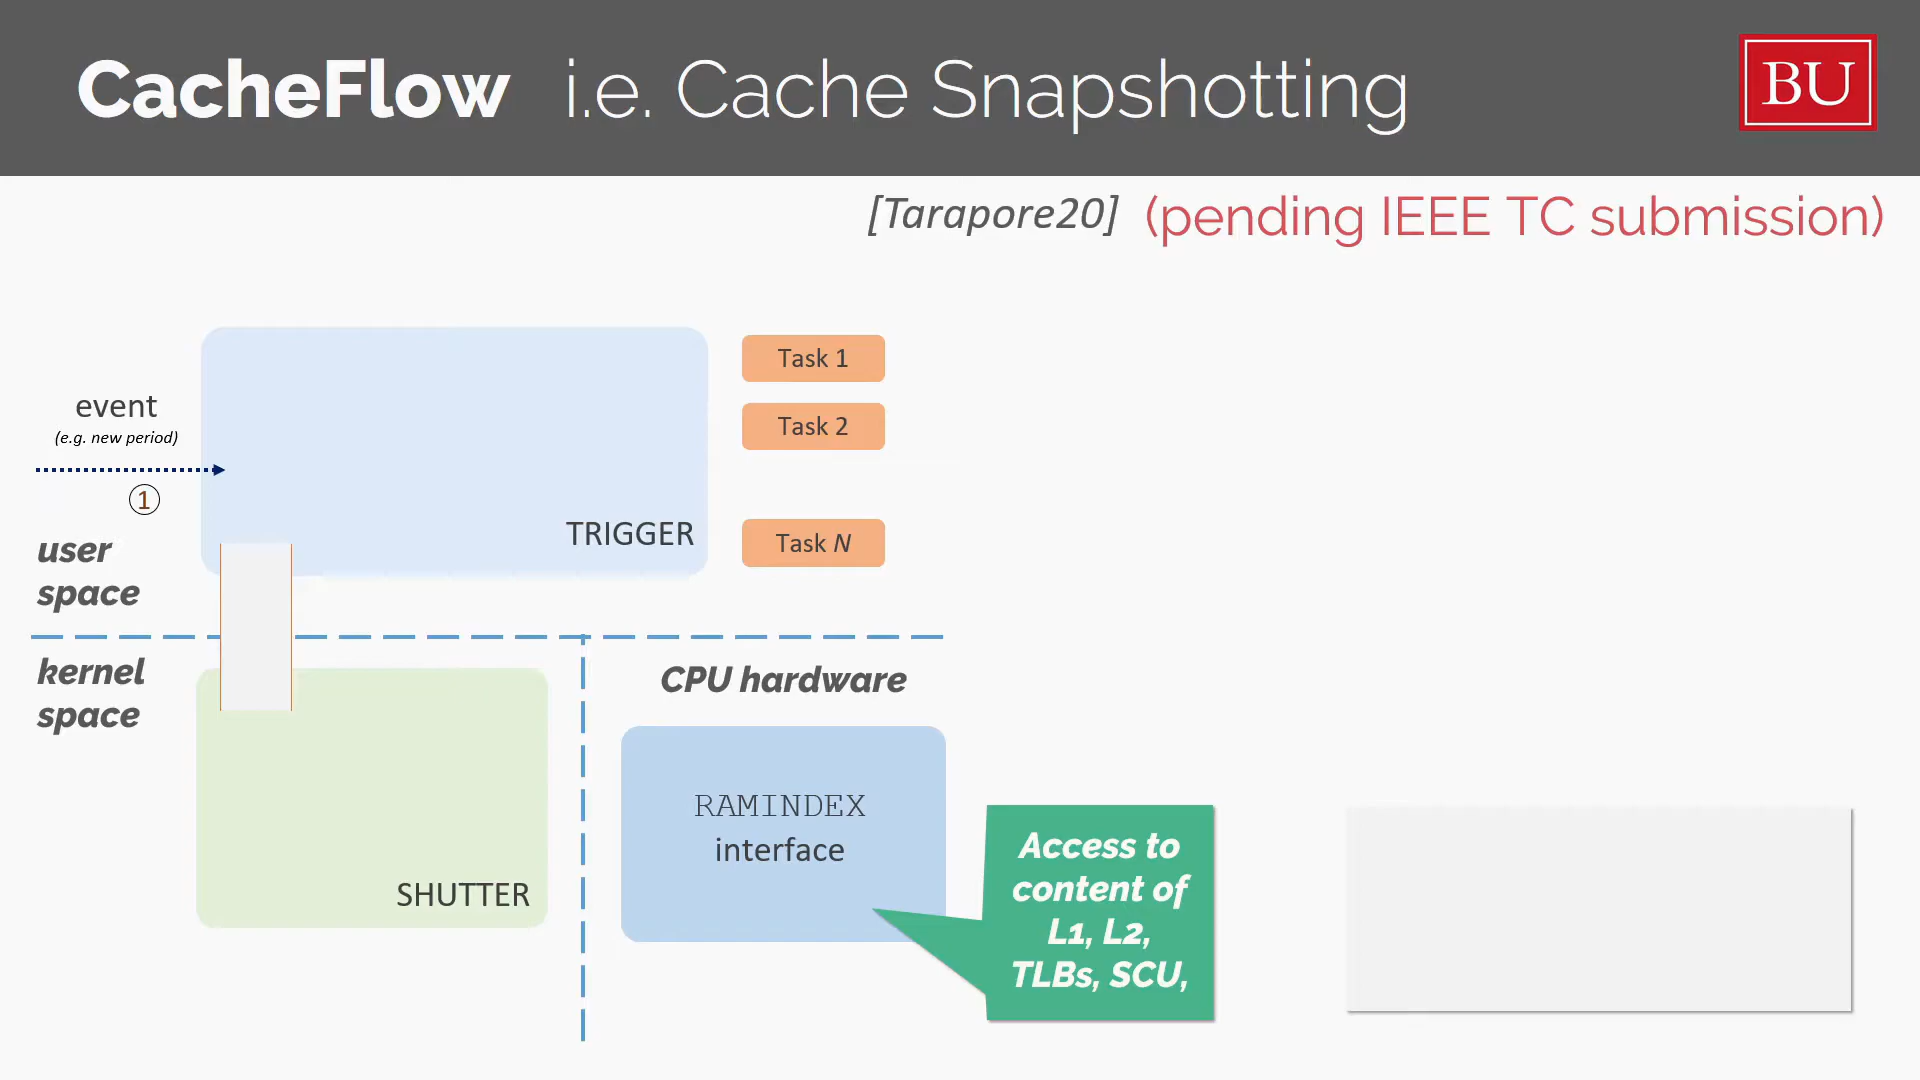 CacheFlow i.e. Cache Snapshotting
BU
[Tarapore20] (pending IEEE TC submission)
Task 1
event
(e.g. new period)
Task 2
①
TRIGGER
Task N
user
space
kernel
space
CPU hardware
RAMINDEX
interface
SHUTTER
Access to
content of
L1, L2,
TLBs, SCU,